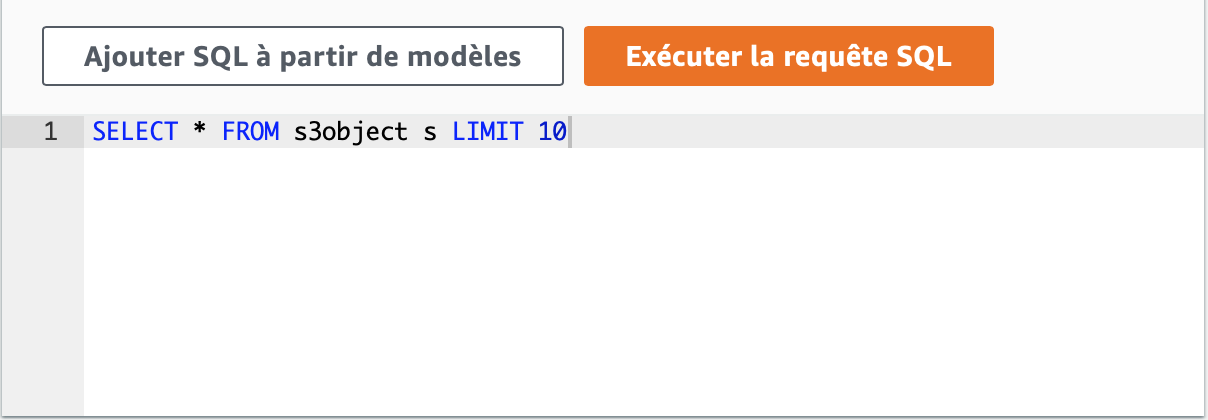 Ajouter SQL à partir de modèles
Exécuter la requête SQL
1 SELECT * FROM s3object s LIMIT 10